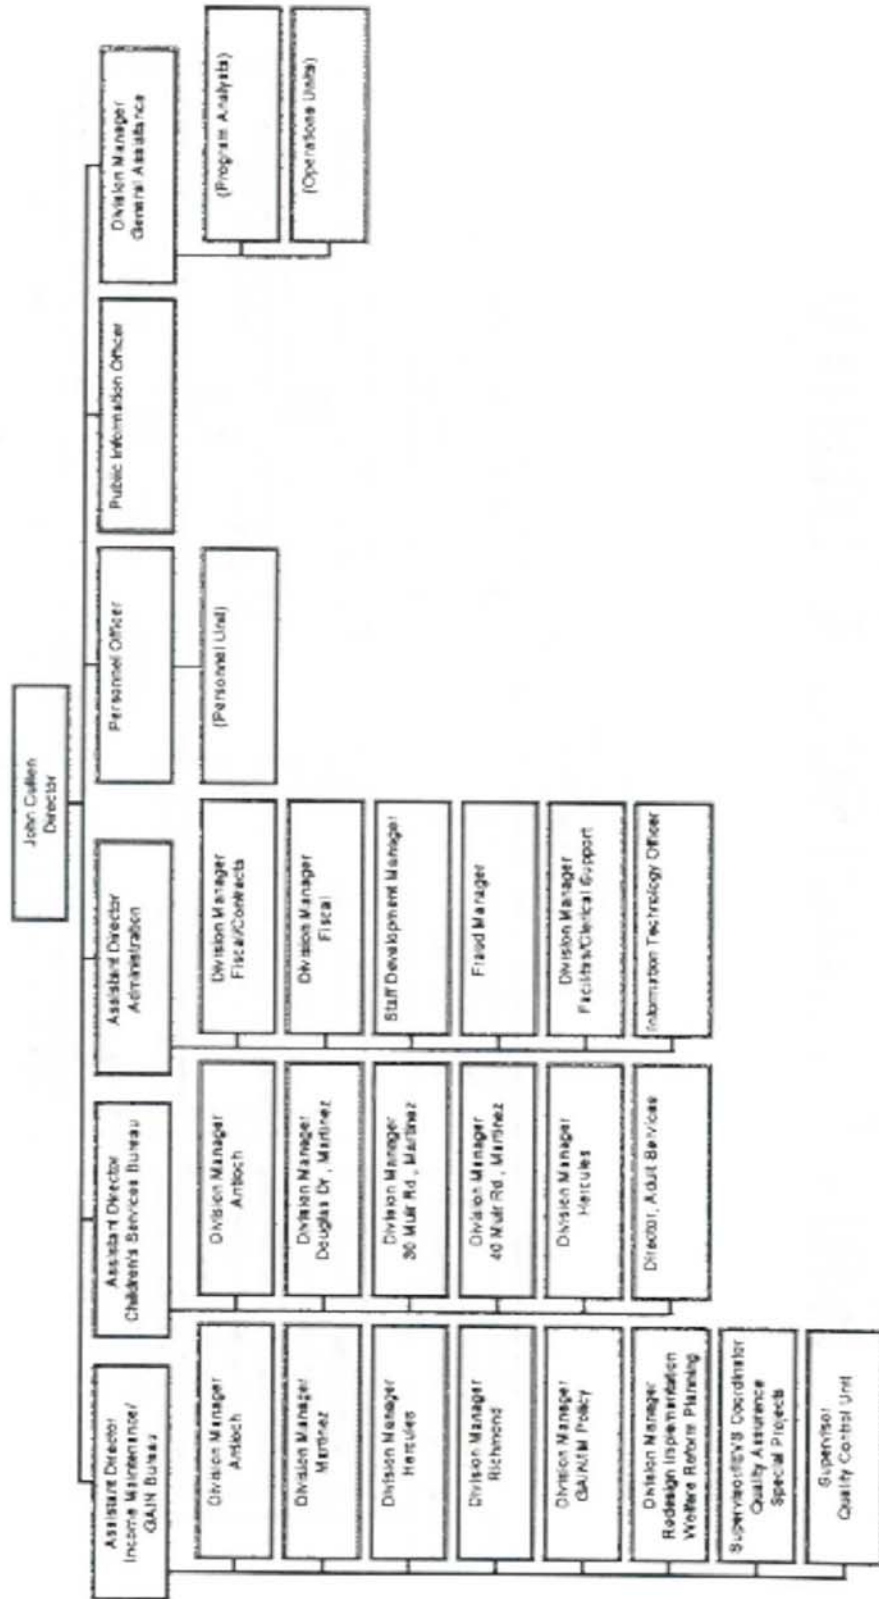 John Cullen
Director
Assistant Director
Income Maintenance/
GAIN Bureau
Division Manager
Antioch
Division Manager
Martinez
Division Manager
Hercules
Division Manager
Richmond
Division Manager
GAIN/IM Policy
Division Manager
Redesign Implementation
Welfare Reform Planning
Supervisor/IEVS Coordinator
Quality Assurance
Special Projects
Supervisor
Quality Control Unit
Assistant Director
Children's Services Bureau
Division Manager
Antioch
Division Manager
Douglas Dr., Martinez
Division Manager
30 Muir Rd., Martinez
Division Manager
40 Muir Rd., Martinez
Division Manager
Hercules
Director, Adult Services
Assistant Director
Administration
Division Manager
Fiscal/Contracts
Division Manager
Fiscal
Staff Development Manager
Fraud Manager
Division Manager
Facilities/Clerical Support
Information Technology Officer
Personnel Officer
(Personnel Unit)
Public Information Officer
Division Manager
General Assistance
(Program Analysts)
(Operations Units)